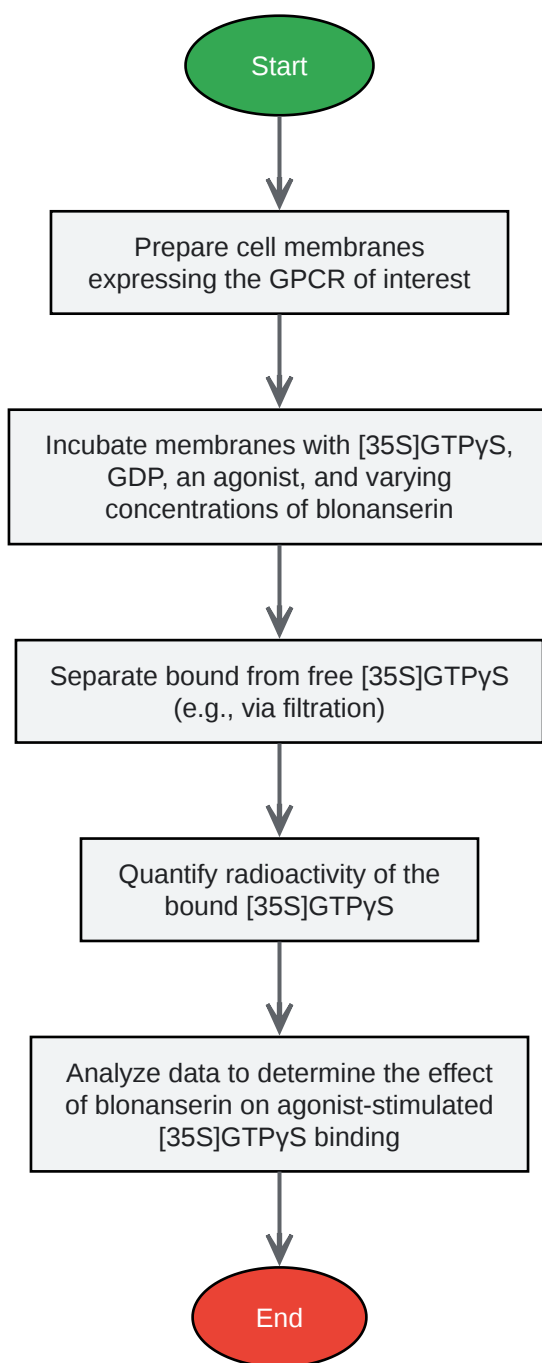 Start
Prepare cell membranes
expressing the GPCR of interest
Incubate membranes with [35S]GTPγS,
GDP, an agonist, and varying
concentrations of blonanserin
Separate bound from free [35S]GTPγS
(e.g., via filtration)
Quantify radioactivity of the
bound [35S]GTPγS
Analyze data to determine the effect
of blonanserin on agonist-stimulated
[35S]GTPγS binding
End